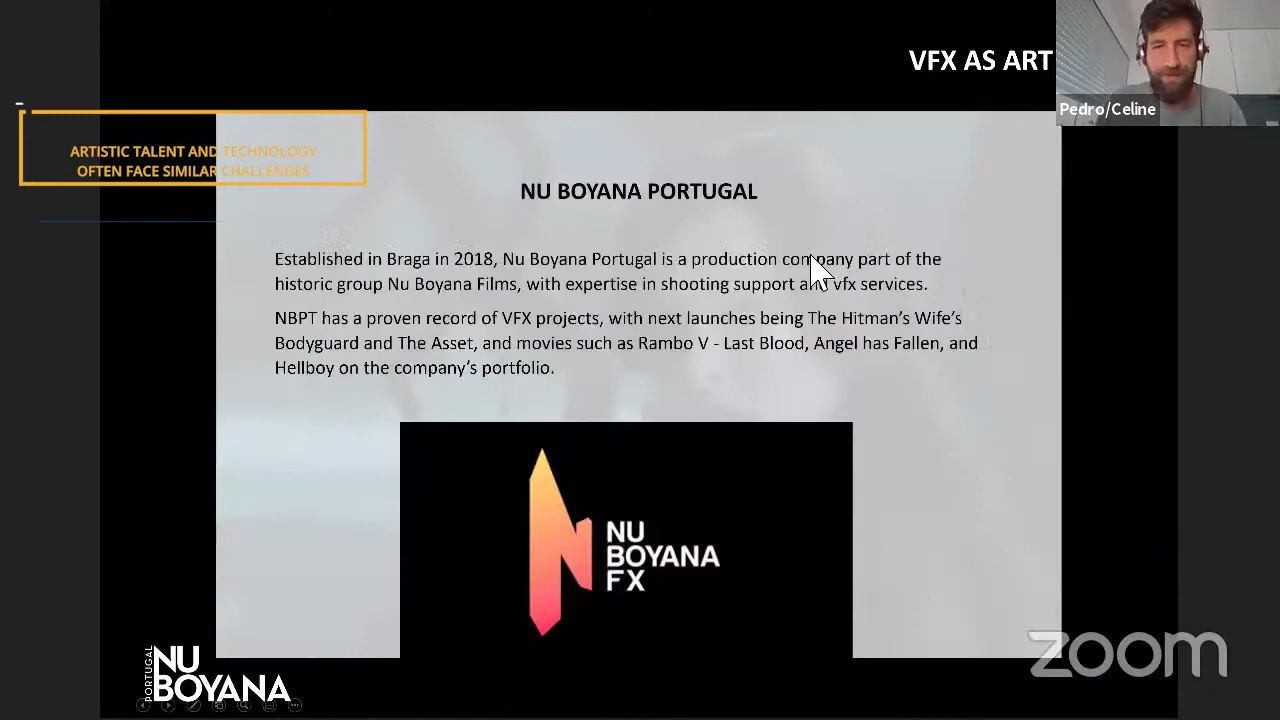 VFX AS ART
Pedro/Celine
ARTISTIC TALENT AND TECHNOLOGY
OFTEN FACE SIMILAR CHALLENGES
NU BOYANA PORTUGAL
Established in Braga in 2018, Nu Boyana Portugal is a production company part of the
historic group Nu Boyana Films, with expertise in shooting support and vfx services.
NBPT has a proven record of VFX projects, with next launches being The Hitman’s Wife’s
Bodyguard and The Asset, and movies such as Rambo V - Last Blood, Angel has Fallen, and
Hellboy on the company’s portfolio.
NU
BOYANA
FX
PORTUGAL
NU
BOYANA
zoom